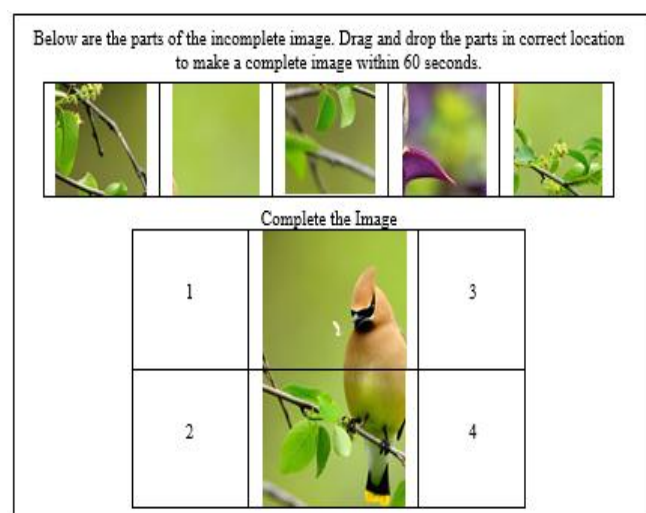 Below are the parts of the incomplete image. Drag and drop the parts in correct location
to make a complete image within 60 seconds.
Complete the Image
1
3
2
4